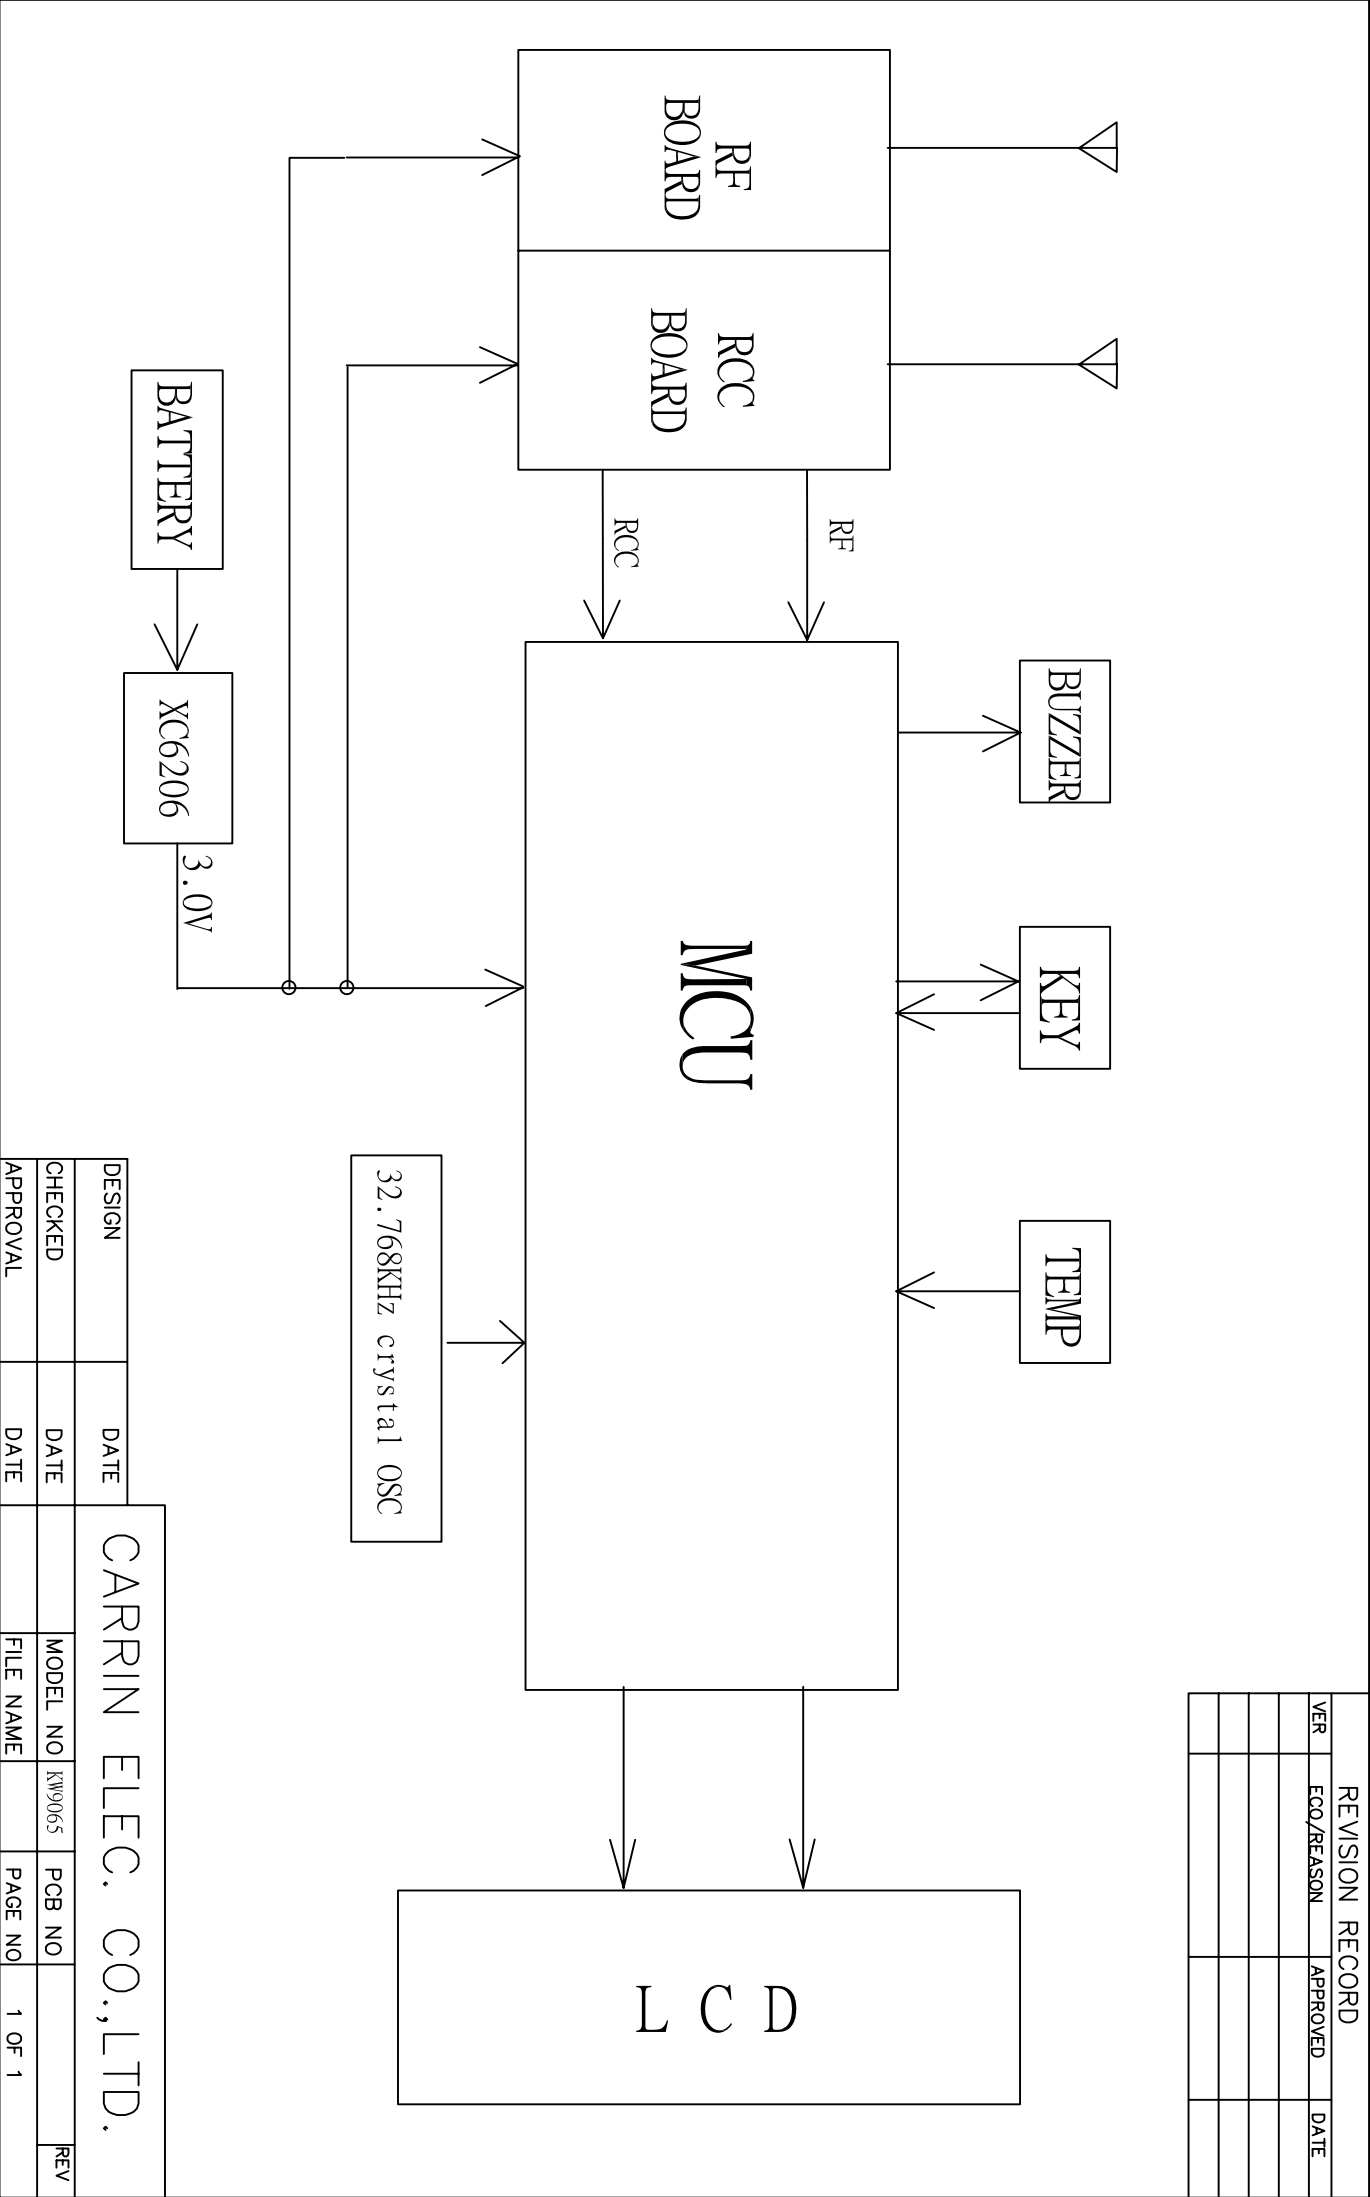 REVISION RECORD
VER ECO/REASON APPROVED DATE
BUZZER
KEY
TEMP
RF
BOARD
RCC
BOARD
RF
RCC
MCU
L C D
BATTERY
XC6206
3.0V
32.768KHz crystal OSC
CARRIN ELEC. CO.,LTD.
DESIGN DATE
CHECKED DATE MODEL NO KW9065 PCB NO REV
APPROVAL DATE FILE NAME PAGE NO 1 OF 1